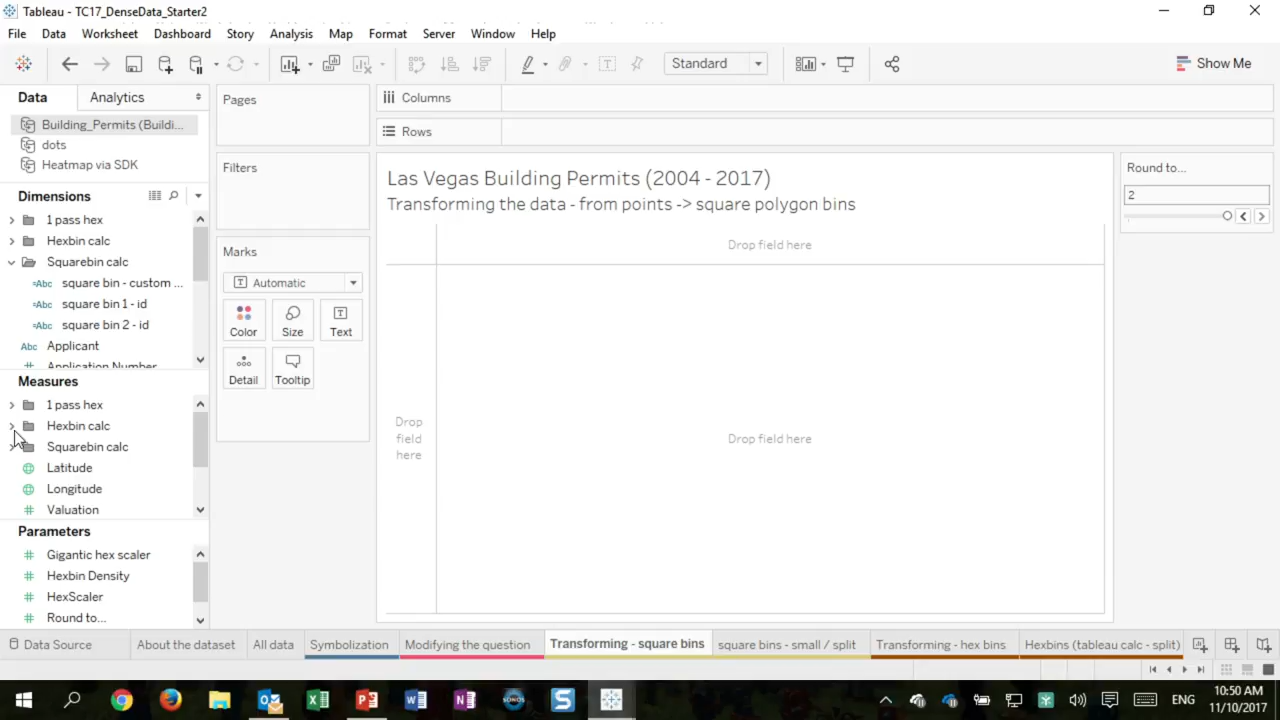 Tableau - TC17_DenseData_Starter2
File Data Worksheet Dashboard Story Analysis Map Format Server Window Help
Standard
Show Me
Data Analytics
Building_Permits (Buildi...
dots
Heatmap via SDK
Dimensions
1 pass hex
Hexbin calc
Squarebin calc
=Abc square bin - custom ...
=Abc square bin 1 - id
=Abc square bin 2 - id
Abc Applicant
# Application Number
Measures
1 pass hex
Hexbin calc
Squarebin calc
Latitude
Longitude
# Valuation
Parameters
# Gigantic hex scaler
# Hexbin Density
# HexScaler
# Round to...
Pages
Filters
Marks
T Automatic
Color Size Text
Detail Tooltip
Columns
Rows
Las Vegas Building Permits (2004 - 2017)
Transforming the data - from points -> square polygon bins
Drop field here
Drop
field
here
Drop field here
Round to...
2
Data Source About the dataset All data Symbolization Modifying the question Transforming - square bins square bins - small / split Transforming - hex bins Hexbins (tableau calc - split)
SONOS
ENG
10:50 AM
11/10/2017